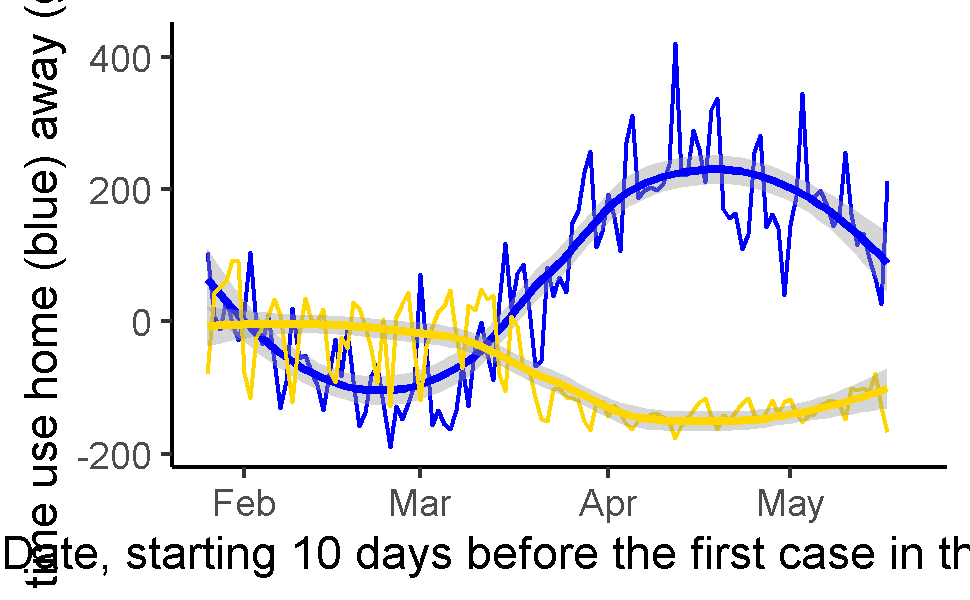 time use home (blue) away (
400
200
0
-200
Feb Mar Apr May
Date, starting 10 days before the first case in th